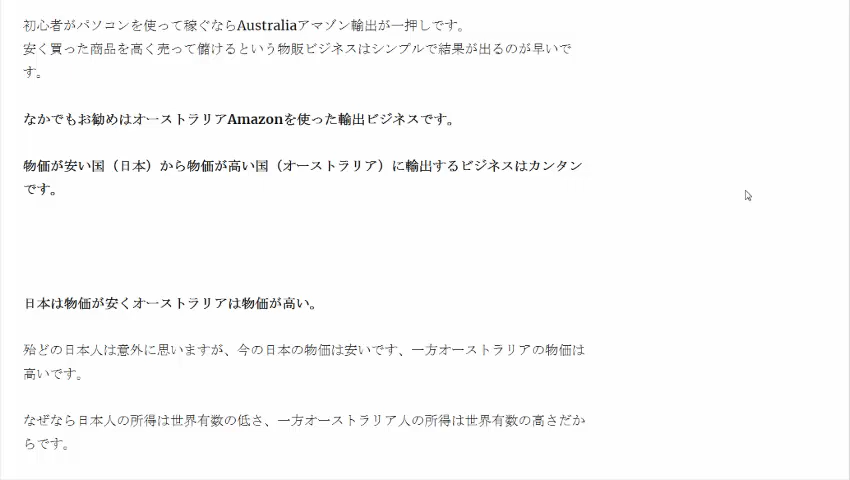 初心者がパソコンを使って稼ぐならAustraliaアマゾン輸出が一押しです。
安く買った商品を高く売って儲けるという物販ビジネスはシンプルで結果が出るのが早いで
す。
なかでもお勧めはオーストラリアAmazonを使った輸出ビジネスです。
物価が安い国（日本）から物価が高い国（オーストラリア）に輸出するビジネスはカンタン
です。
日本は物価が安くオーストラリアは物価が高い。
殆どの日本人は意外に思いますが、今の日本の物価は安いです、一方オーストラリアの物価は
高いです。
なぜなら日本人の所得は世界有数の低さ、一方オーストラリア人の所得は世界有数の高さだか
らです。